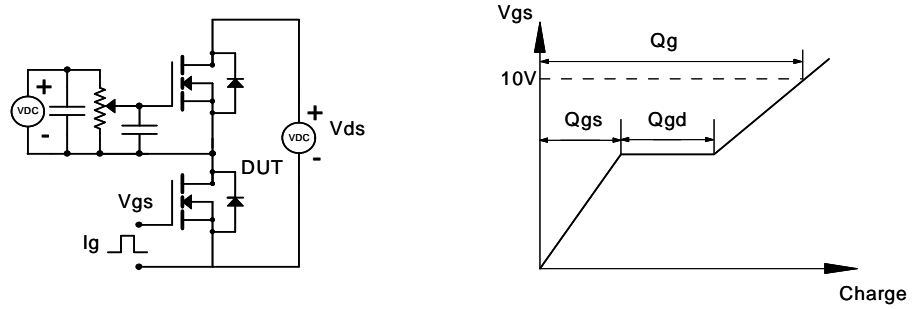 VDC
+
-
DUT
Vgs
Ig
VDC
+
-
Vds
Vgs
Qg
10V
Qgs
Qgd
Charge